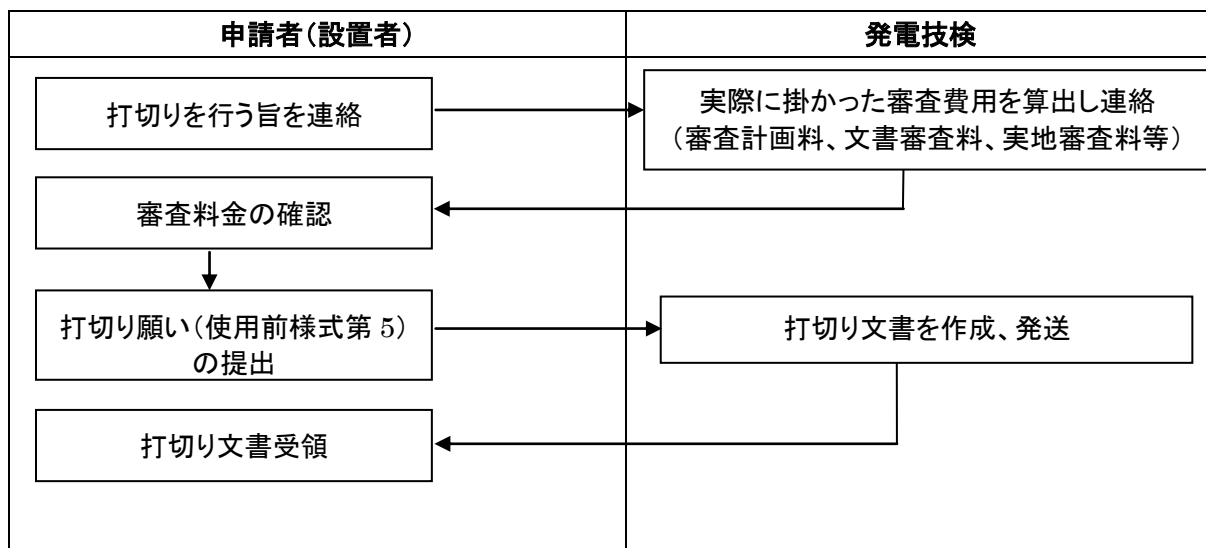 申請者（設置者）
発電技検
打切りを行う旨を連絡
実際に掛かった審査費用を算出し連絡
（審査計画料、文書審査料、実地審査料等）
審査料金の確認
打切り願い（使用前様式第 5）
の提出
打切り文書を作成、発送
打切り文書受領